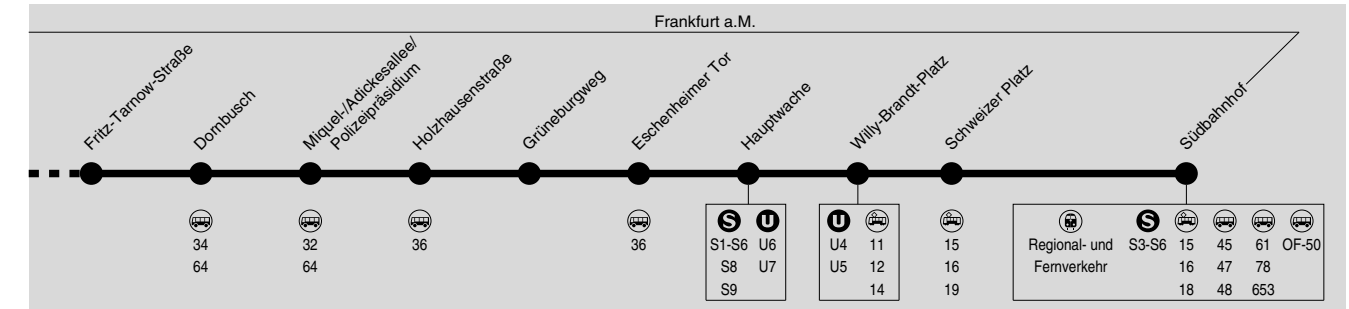 Frankfurt a.M.
Fritz-Tarnow-Straße
Dornbusch
Miquel-/Adickesallee/
Polizeipräsidium
Holzhausenstraße
Grüneburgweg
Eschenheimer Tor
Hauptwache
Willy-Brandt-Platz
Schweizer Platz
Südbahnhof
34
64
32
64
36
36
S U
S1-S6 U6
S8 U7
S9
U
U4 11
U5 12
14
15
16
19
S
Regional- und S3-S6 15 45 61 OF-50
Fernverkehr 16 47 78
18 48 653